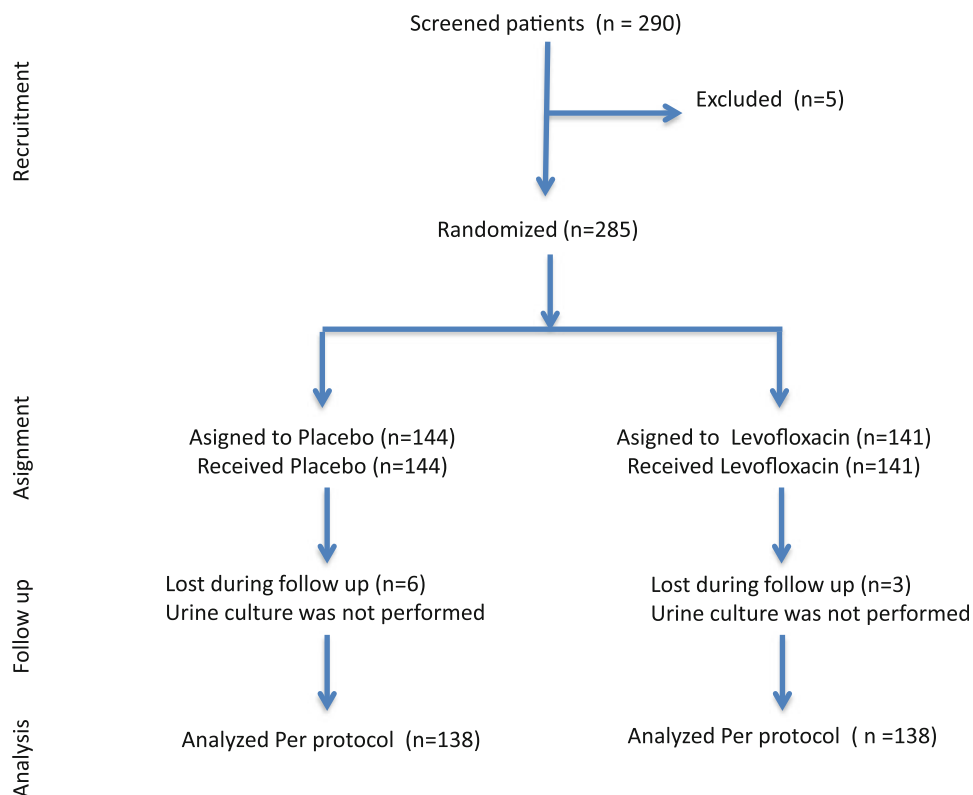 Screened patients (n = 290)
Recruitment
Excluded (n=5)
Randomized (n=285)
Asignment
Asigned to Placebo (n=144)
Received Placebo (n=144)
Asigned to Levofloxacin (n=141)
Received Levofloxacin (n=141)
Follow up
Lost during follow up (n=6)
Urine culture was not performed
Lost during follow up (n=3)
Urine culture was not performed
Analysis
Analyzed Per protocol (n=138)
Analyzed Per protocol ( n =138)